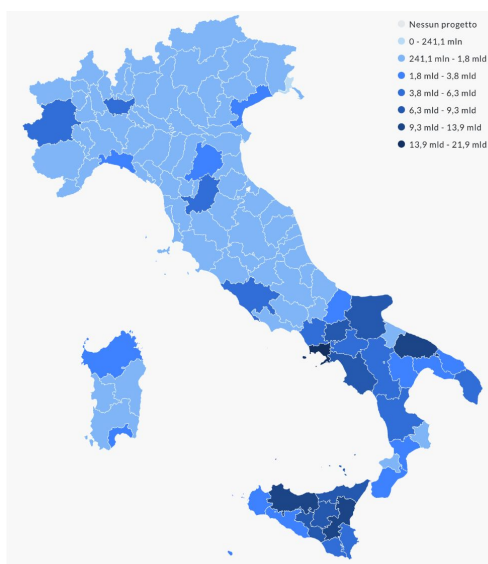 Nessun progetto
0 - 241,1 mln
241,1 mln - 1,8 mld
1,8 mld - 3,8 mld
3,8 mld - 6,3 mld
6,3 mld - 9,3 mld
9,3 mld - 13,9 mld
13,9 mld - 21,9 mld